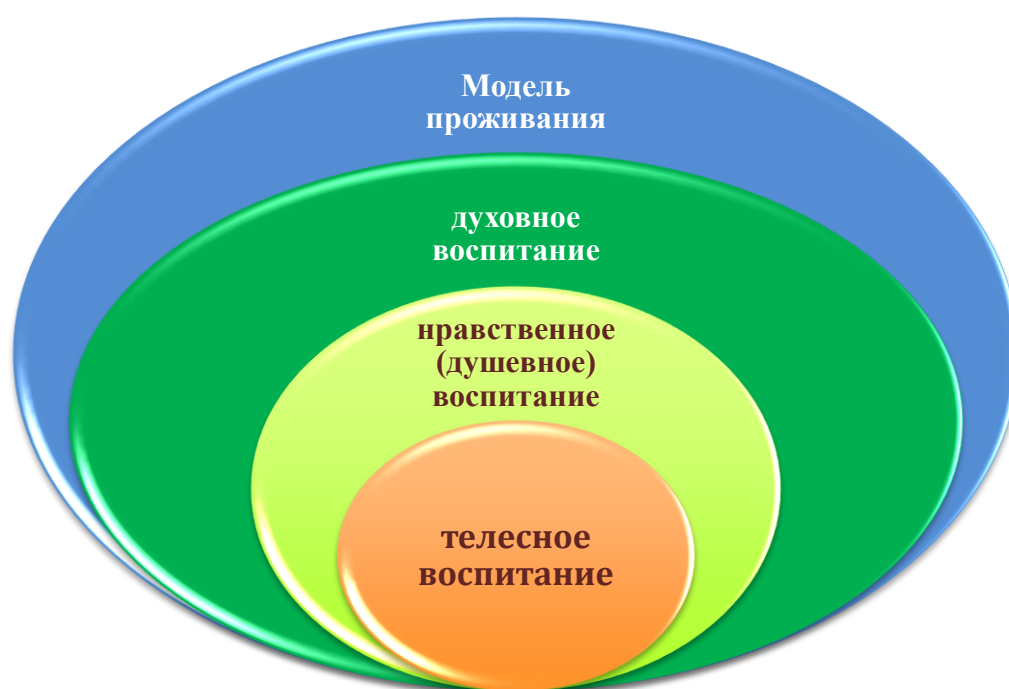 Модель
проживания
духовное
воспитание
нравственное
(душевное)
воспитание
телесное
воспитание